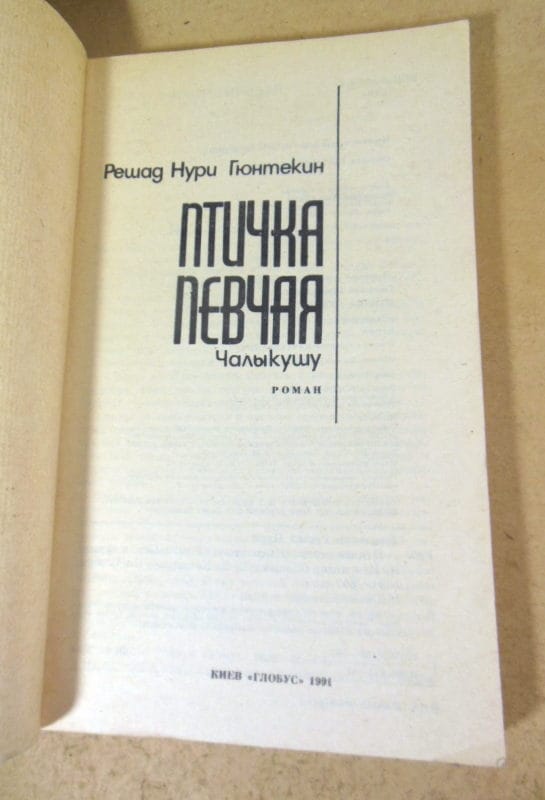 Решад Нури Гюнтекин
ПТИЧКА
ПЕВЧАЯ
Чалыкушу
РОМАН
КИЕВ «ГЛОБУС» 1991